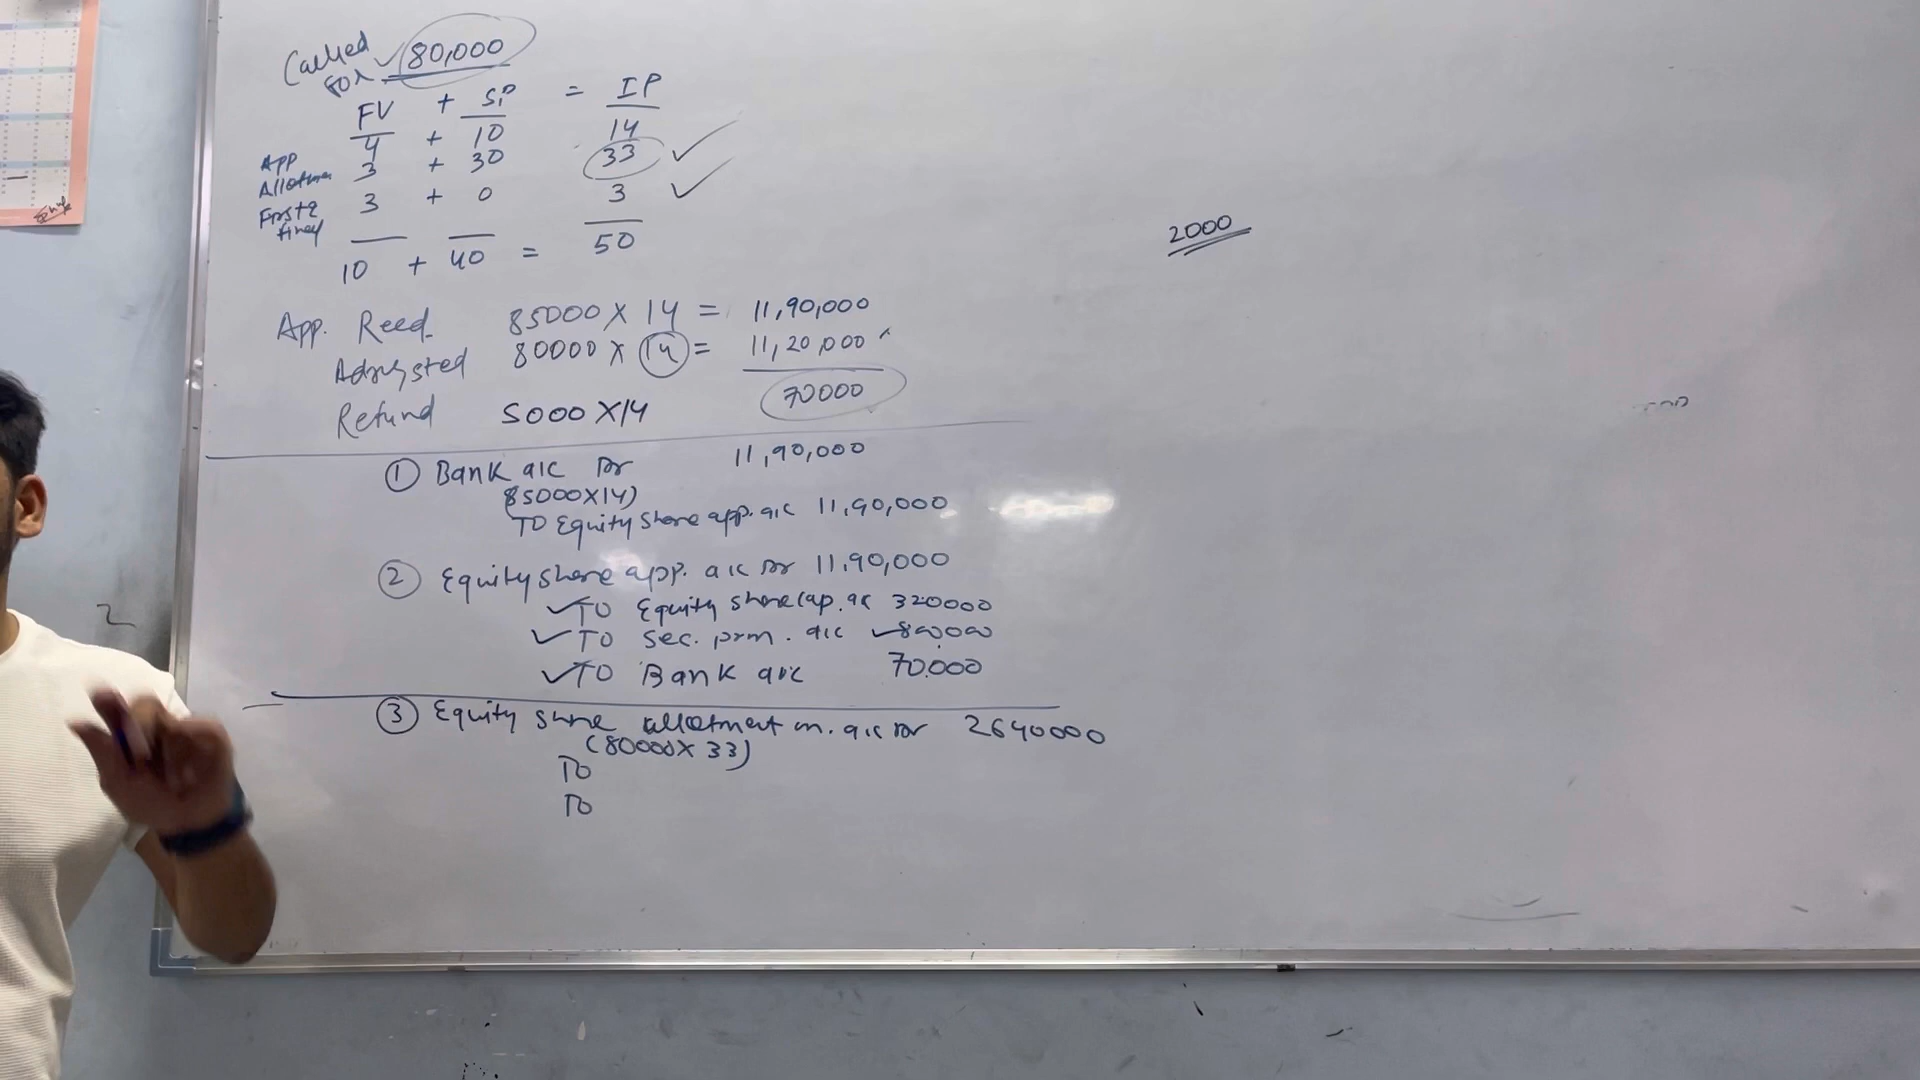 Called for 80,000
FV + SP = IP
App 4 + 10 14
Allotmen 3 + 30 33
First & final 3 + 0 3
10 + 40 = 50
2000
App. Recd. 85000 X 14 = 11,90,000
Adjusted 80000 X 14 = 11,20,000
Refund 5000 X 14 70000
① Bank a/c Dr 11,90,000
(85000X14)
TO Equity Share app. a/c 11,90,000
② Equity share app. a/c Dr 11,90,000
TO Equity share cap. ac 320000
TO Sec. prm. a/c 800000
TO Bank a/c 70000
③ Equity share allotment m. a/c Dr 2640000
(80000X 33)
TO
TO